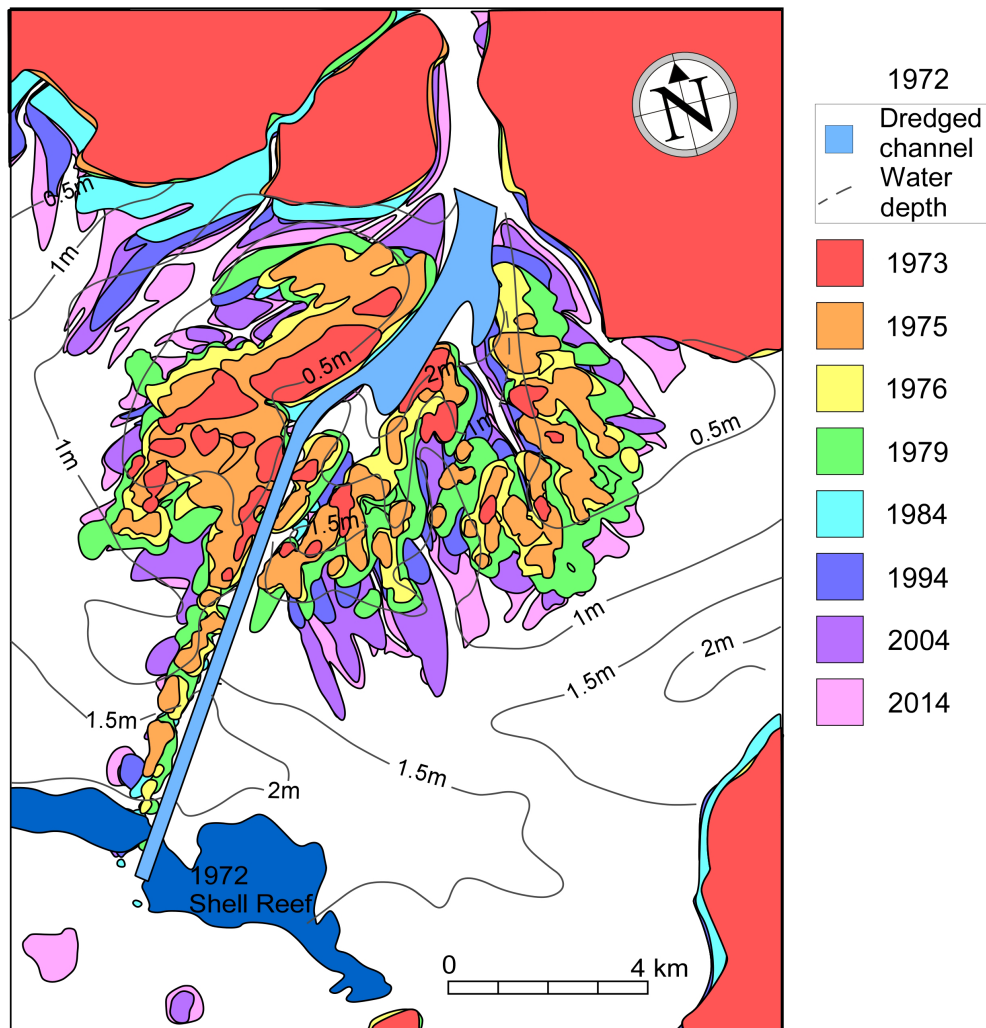 1972
Dredged
channel
Water
depth
1973
1975
1976
1979
1984
1994
2004
2014
N
0.5m
1m
0.5m
2m
1m
0.5m
1.5m
1m
2m
1.5m
1.5m
1.5m
2m
1972
Shell Reef
0
4 km